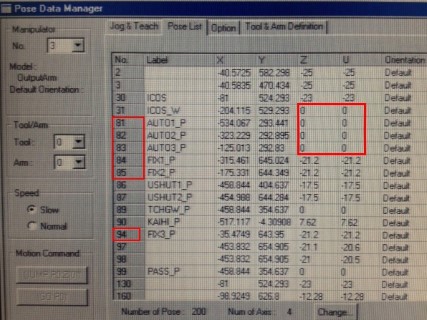 Pose Data Manager
Manipulator
No. 3
Model:
OutputArm
Default Orientation:
Tool/Arm
Tool: 0
Arm: 0
Speed
Slow
Normal
Motion Command
Jog & Teach Pose List Option Tool & Arm Definition
No. Label X Y Z U Orientation
2 -40.5725 582.298 -25 -25 Default
3 -40.5835 470.434 -25 -25 Default
30 ICDS -81 524.293 -23 -23 Default
31 ICDS_W -204.115 529.293 0 0 Default
81 AUTO1_P -534.067 293.441 0 0 Default
82 AUTO2_P -323.229 292.895 0 0 Default
83 AUTO3_P -125.013 292.83 0 0 Default
84 FIX1_P -315.461 645.024 -21.2 -21.2 Default
85 FIX2_P -175.331 644.349 -21.2 -21.2 Default
86 USHUT1_P -458.844 404.637 -17.5 -17.5 Default
87 USHUT2_P -454.988 644.284 -17.5 -17.5 Default
89 TCHGW_P -458.844 354.637 0 0 Default
90 KAIHI_P -517.117 -4.30908 7.62 -7.62 Default
94 FIX3_P -35.4749 643.95 -21.2 -21.2 Default
97 -453.832 654.905 -21.1 -20.6 Default
98 -453.832 654.905 -21 -20.5 Default
99 PASS_P -458.844 354.637 0 0 Default
130 -81 524.293 -23 -23 Default
160 -98.9249 626.8 -12.28 -12.28 Default
Number of Pose: 200 Num of Axis: 4 Change...